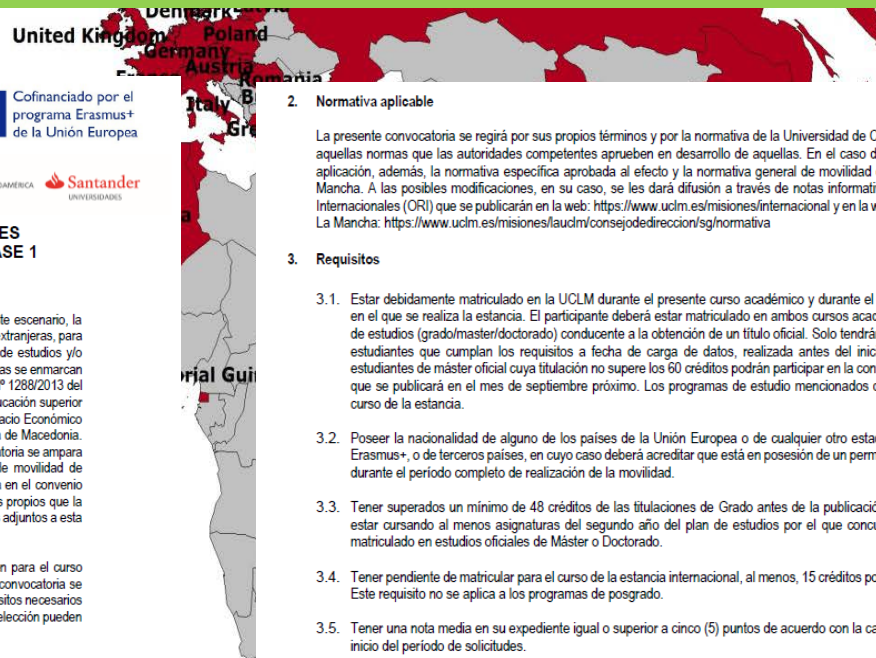 Denmark
United Kingdom
Poland
Germany
Austria
Romania
Italy
Cofinanciado por el
programa Erasmus+
de la Unión Europea
Santander
UNIVERSIDADES
ES
ASE 1
te escenario, la
xtranjeras, para
de estudios y/o
as se enmarcan
º 1288/2013 del
ucación superior
acio Económico
de Macedonia.
toria se ampara
de movilidad de
en el convenio
s propios que la
adjuntos a esta
n para el curso
convocatoria se
sitos necesarios
elección pueden
rial Gui
2. Normativa aplicable
La presente convocatoria se regirá por sus propios términos y por la normativa de la Universidad de C
aquellas normas que las autoridades competentes aprueben en desarrollo de aquellas. En el caso d
aplicación, además, la normativa específica aprobada al efecto y la normativa general de movilidad
Mancha. A las posibles modificaciones, en su caso, se les dará difusión a través de notas informati
Internacionales (ORI) que se publicarán en la web: https://www.uclm.es/misiones/internacional y en la w
La Mancha: https://www.uclm.es/misiones/lauclm/consejodedireccion/sg/normativa
3. Requisitos
3.1. Estar debidamente matriculado en la UCLM durante el presente curso académico y durante el
en el que se realiza la estancia. El participante deberá estar matriculado en ambos cursos acad
de estudios (grado/master/doctorado) conducente a la obtención de un título oficial. Solo tendrá
estudiantes que cumplan los requisitos a fecha de carga de datos, realizada antes del inic
estudiantes de máster oficial cuya titulación no supere los 60 créditos podrán participar en la con
que se publicará en el mes de septiembre próximo. Los programas de estudio mencionados
curso de la estancia.
3.2. Poseer la nacionalidad de alguno de los países de la Unión Europea o de cualquier otro esta
Erasmus+, o de terceros países, en cuyo caso deberá acreditar que está en posesión de un perm
durante el período completo de realización de la movilidad.
3.3. Tener superados un mínimo de 48 créditos de las titulaciones de Grado antes de la publicació
estar cursando al menos asignaturas del segundo año del plan de estudios por el que concu
matriculado en estudios oficiales de Máster o Doctorado.
3.4. Tener pendiente de matricular para el curso de la estancia internacional, al menos, 15 créditos po
Este requisito no se aplica a los programas de posgrado.
3.5. Tener una nota media en su expediente igual o superior a cinco (5) puntos de acuerdo con la ca
inicio del período de solicitudes.